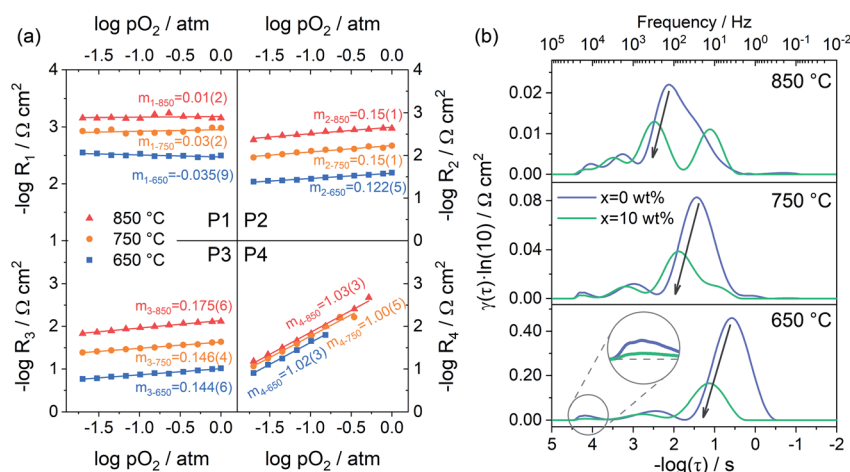 (a)
log pO2 / atm
log pO2 / atm
-1.5 -1.0 -0.5 0.0
-1.5 -1.0 -0.5 0.0
-log R1 / Ω cm2
4
3
2
1
m1-850=0.01(2)
m1-750=0.03(2)
m1-650=-0.035(9)
850 °C
750 °C
650 °C
P1
m2-850=0.15(1)
m2-750=0.15(1)
m2-650=0.122(5)
P2
4
3
2
1
0
-log R2 / Ω cm2
-log R3 / Ω cm2
3
2
1
0
P3
m3-850=0.175(6)
m3-750=0.146(4)
m3-650=0.144(6)
P4
m4-850=1.03(3)
m4-750=1.00(5)
m4-650=1.02(3)
3
2
1
0
-log R4 / Ω cm2
-1.5 -1.0 -0.5 0.0
-1.5 -1.0 -0.5 0.0
log pO2 / atm
log pO2 / atm
(b)
Frequency / Hz
10^5 10^4 10^3 10^2 10^1 10^0 10^-1 10^-2
γ(τ)·ln(10) / Ω cm2
850 °C
0.02
0.01
0.00
750 °C
x=0 wt%
x=10 wt%
0.08
0.04
0.00
650 °C
0.40
0.20
0.00
5 4 3 2 1 0 -1 -2
-log(τ) / s